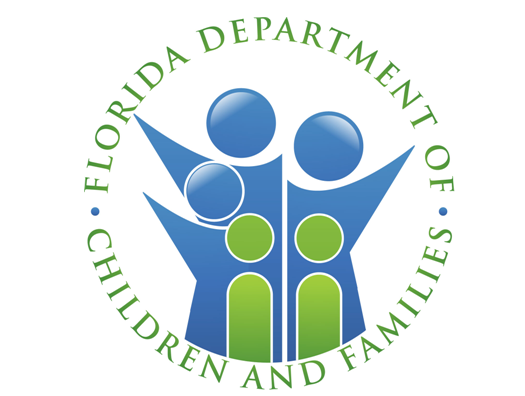 FLORIDA DEPARTMENT OF
CHILDREN AND FAMILIES